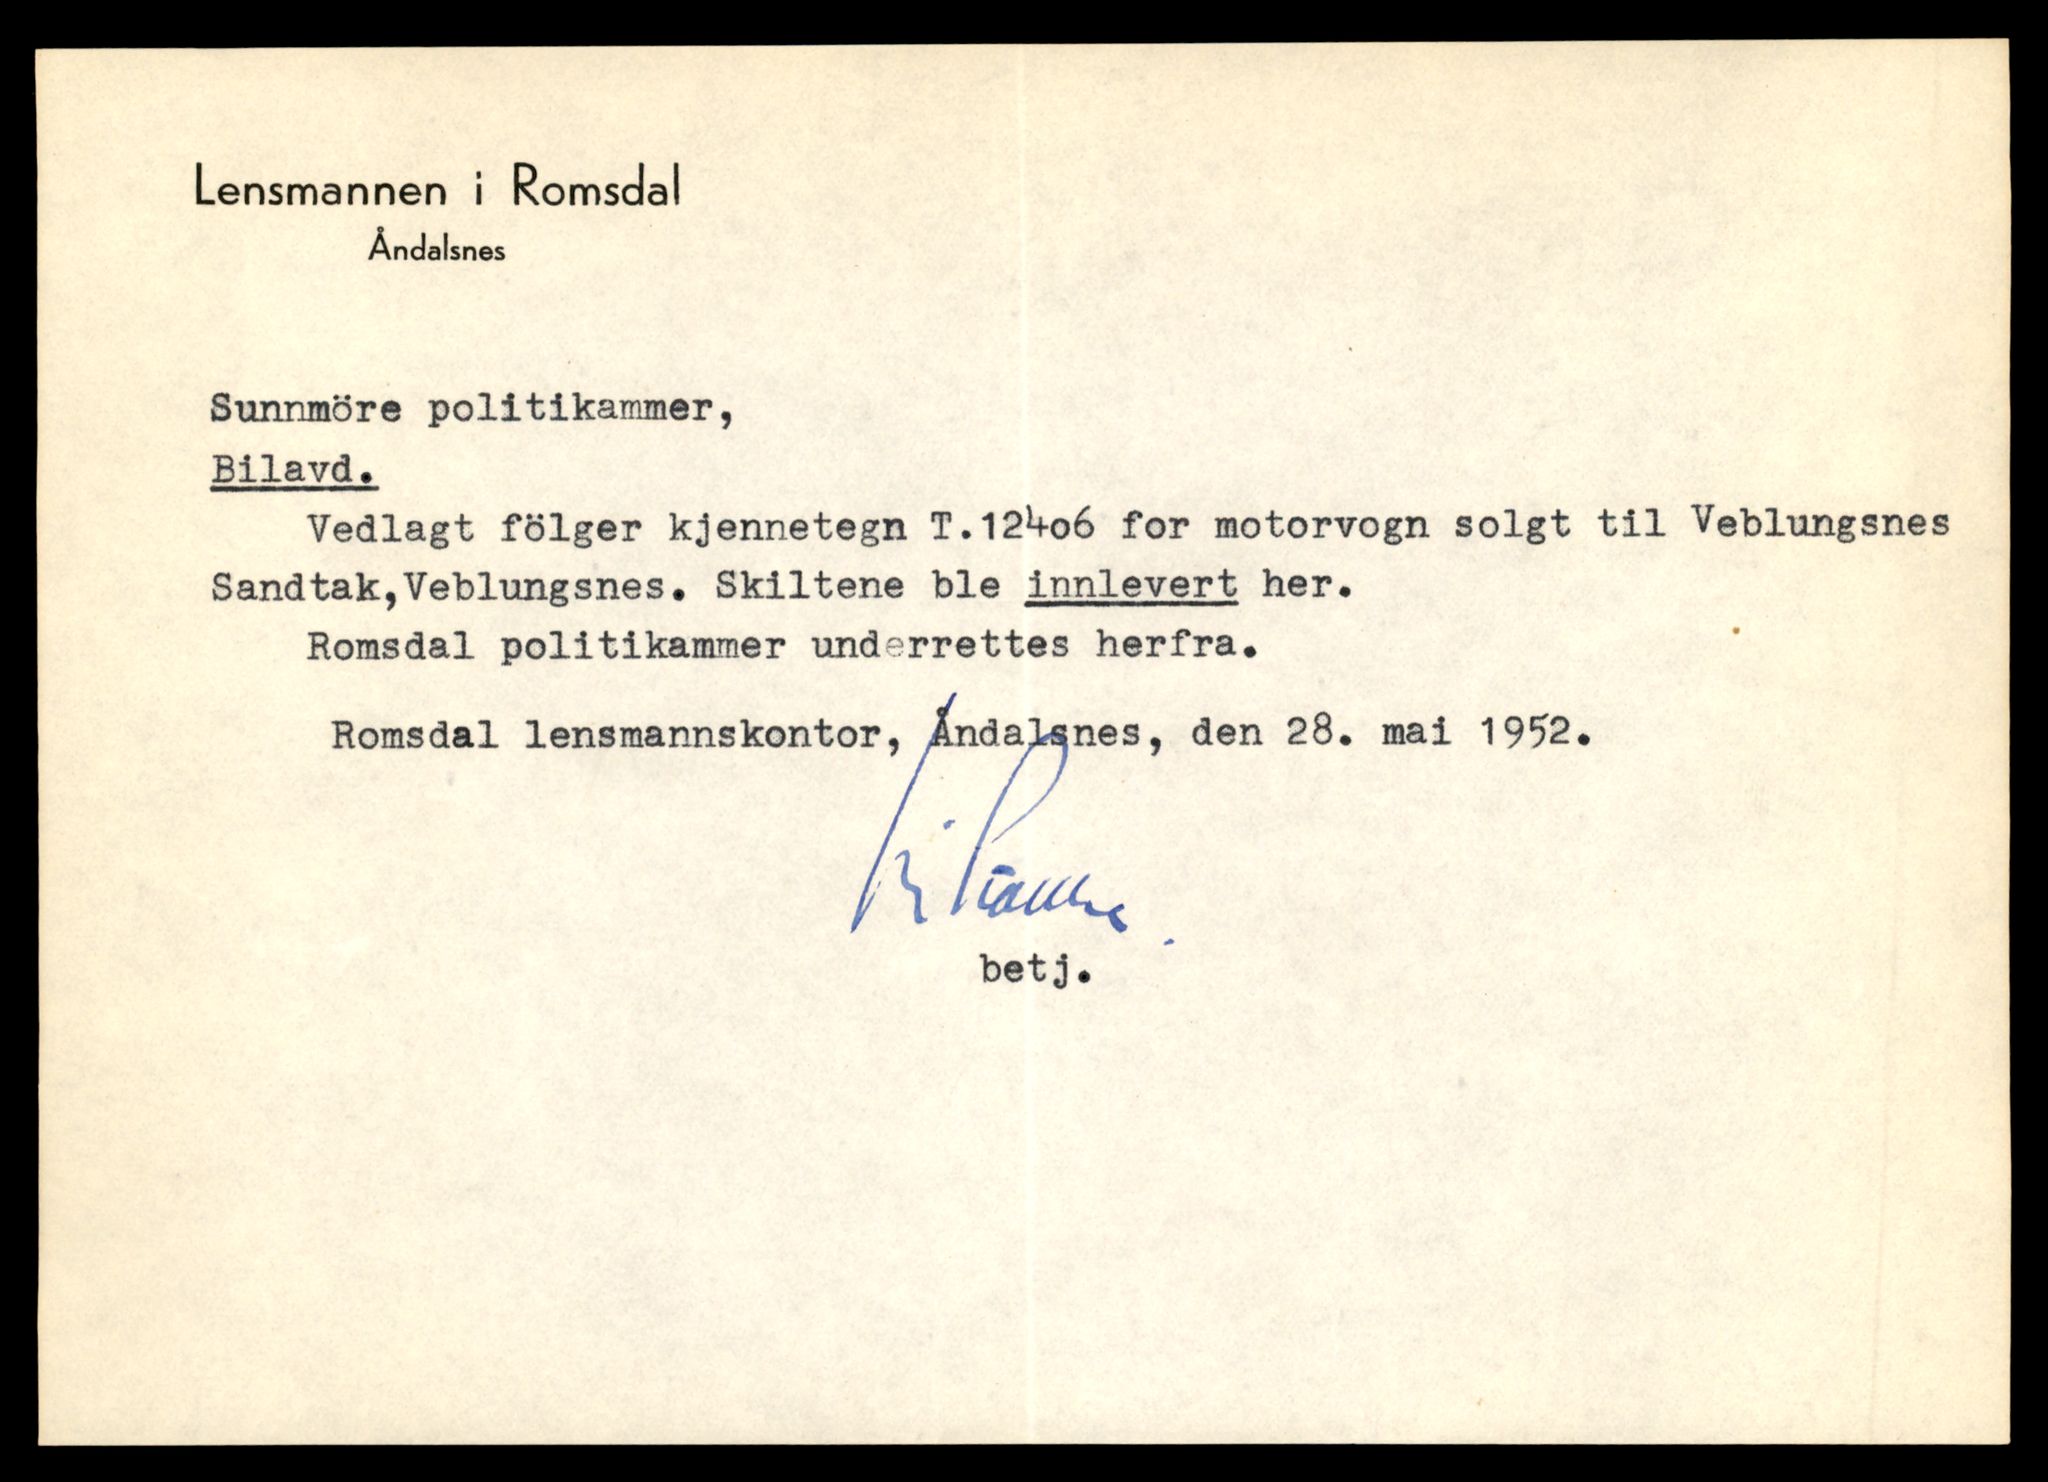 Lensmannen i Romsdal
Åndalsnes
Sunnmöre politikammer,
Bilavd.
Vedlagt fölger kjennetegn T.124o6 for motorvogn solgt til Veblungsnes
Sandtak,Veblungsnes. Skiltene ble innlevert her.
Romsdal politikammer underrettes herfra.
Romsdal lensmannskontor, Åndalsnes, den 28. mai 1952.
betj.